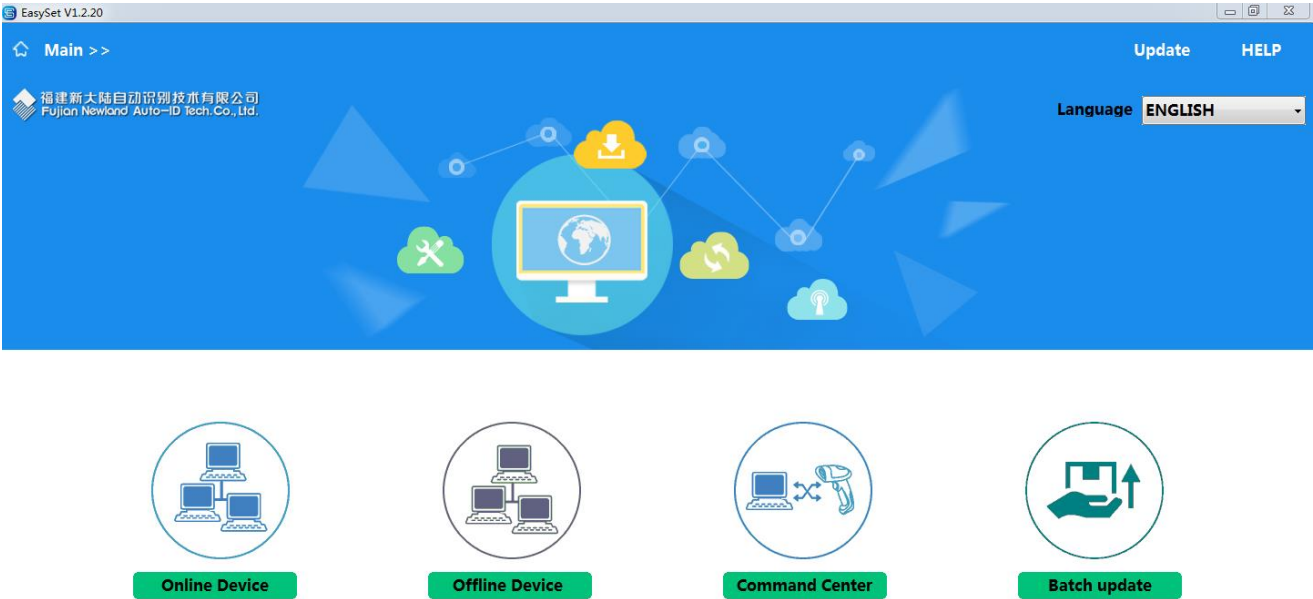 EasySet V1.2.20
Main >>
Update
HELP
福建新大陆自动识别技术有限公司
Fujian Newland Auto-ID Tech.Co.,Ltd.
Language
ENGLISH
Online Device
Offline Device
Command Center
Batch update